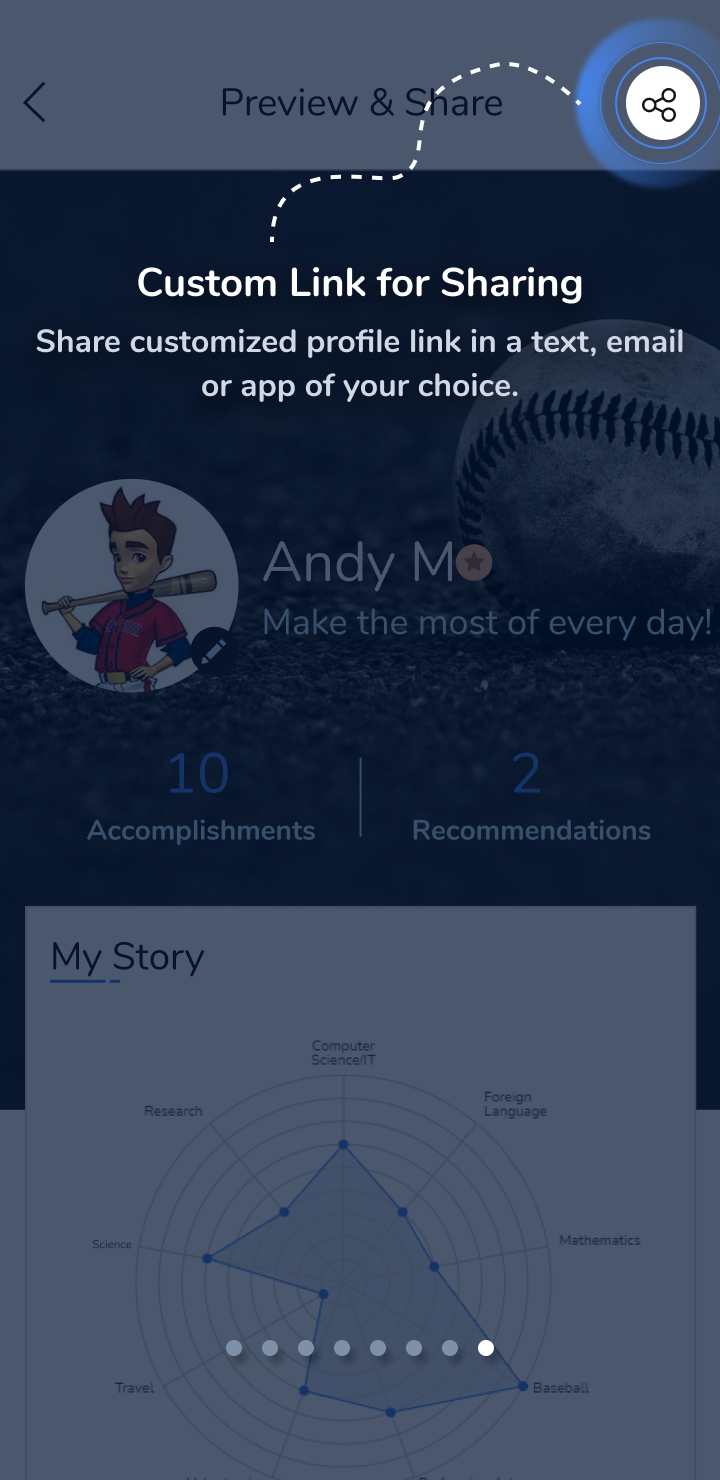 Preview & Share
Custom Link for Sharing
Share customized profile link in a text, email
or app of your choice.
Andy M
Make the most of every day!
10
2
Accomplishments
Recommendations
My Story
Computer
Science/IT
Research
Foreign
Language
Science
Mathematics
Travel
Baseball